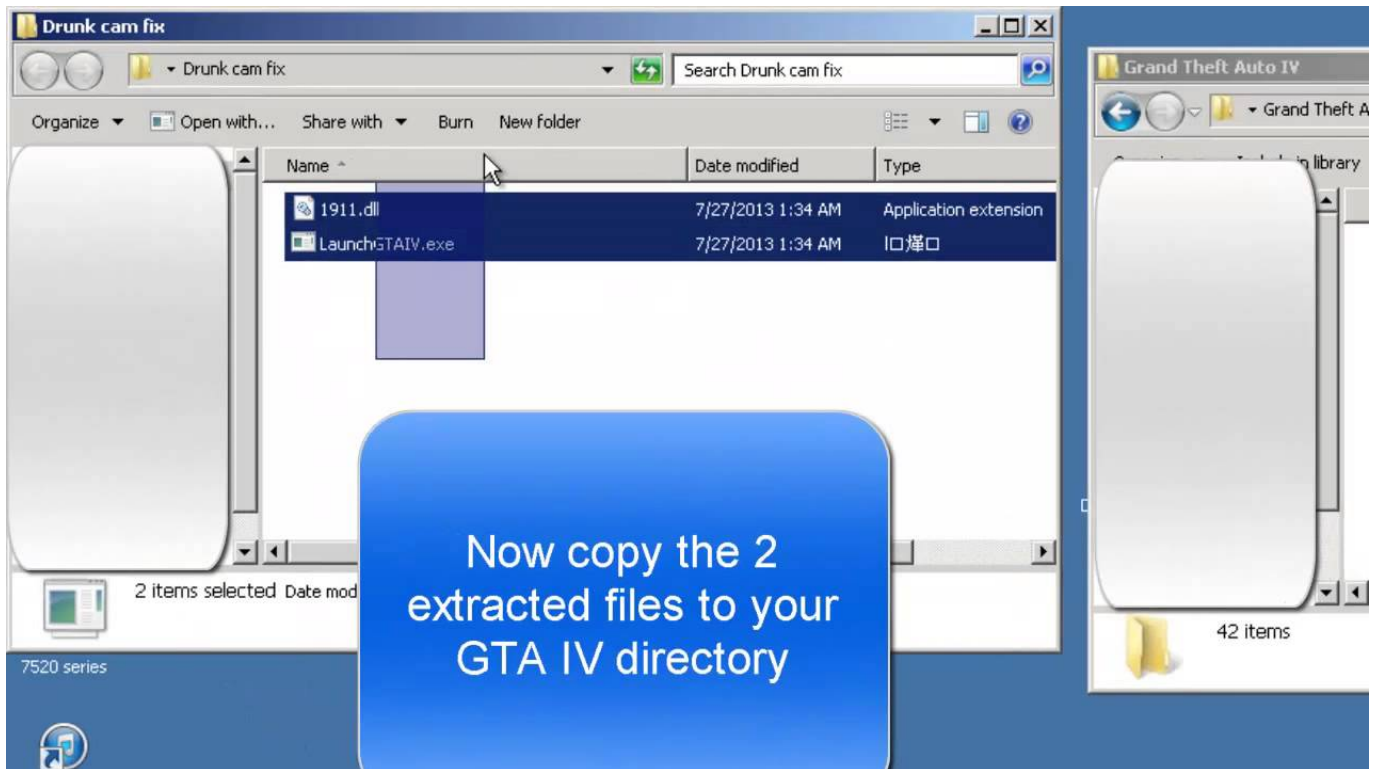 Drunk cam fix
Drunk cam fix
Search Drunk cam fix
Organize
Open with...
Share with
Burn
New folder
Name
Date modified
Type
1911.dll
7/27/2013 1:34 AM
Application extension
LaunchGTAIV.exe
7/27/2013 1:34 AM
2 items selected
Date mod
Now copy the 2
extracted files to your
GTA IV directory
7520 series
Grand Theft Auto IV
Grand Theft A
library
42 items